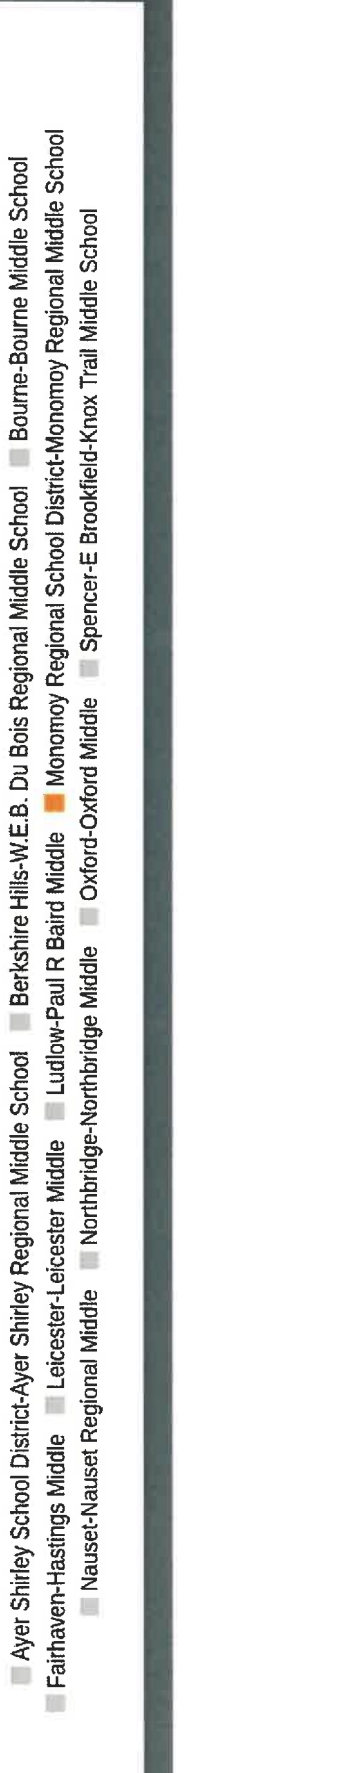 Ayer Shirley School District-Ayer Shirley Regional Middle School Berkshire Hills-W.E.B. Du Bois Regional Middle School Bourne-Bourne Middle School
Fairhaven-Hastings Middle Leicester-Leicester Middle Ludlow-Paul R Baird Middle Monomoy Regional School District-Monomoy Regional Middle School
Nauset-Nauset Regional Middle Northbridge-Northbridge Middle Oxford-Oxford Middle Spencer-E Brookfield-Knox Trail Middle School